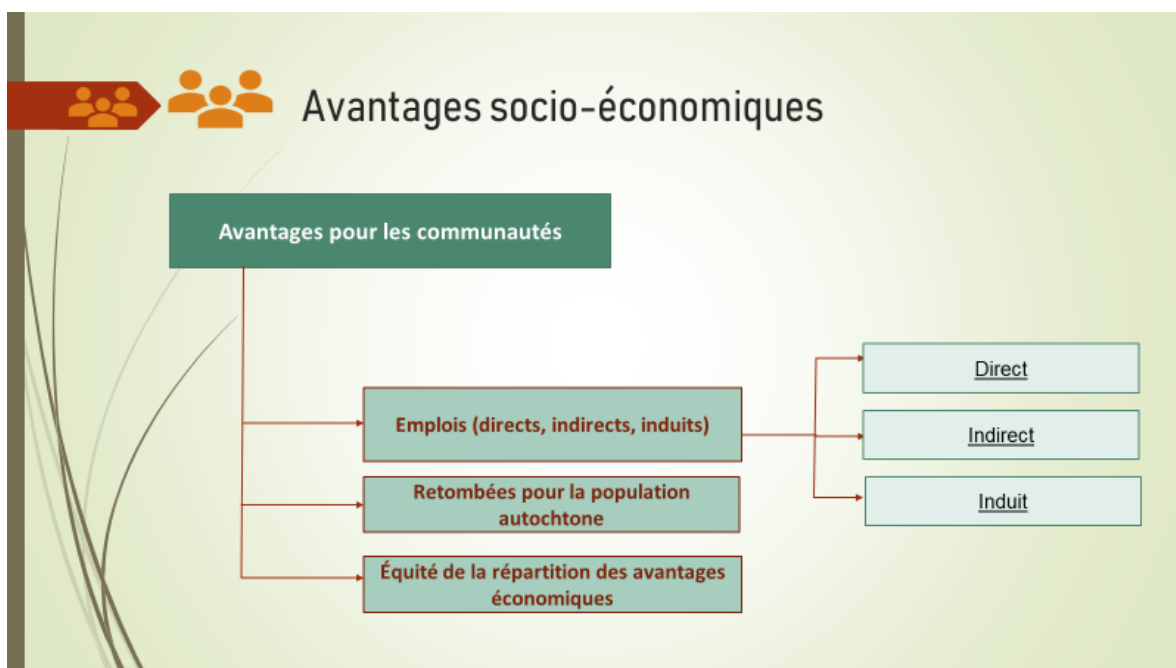 Avantages socio-économiques
Avantages pour les communautés
Emplois (directs, indirects, induits)
Retombées pour la population
autochtone
Équité de la répartition des avantages
économiques
Direct
Indirect
Induit